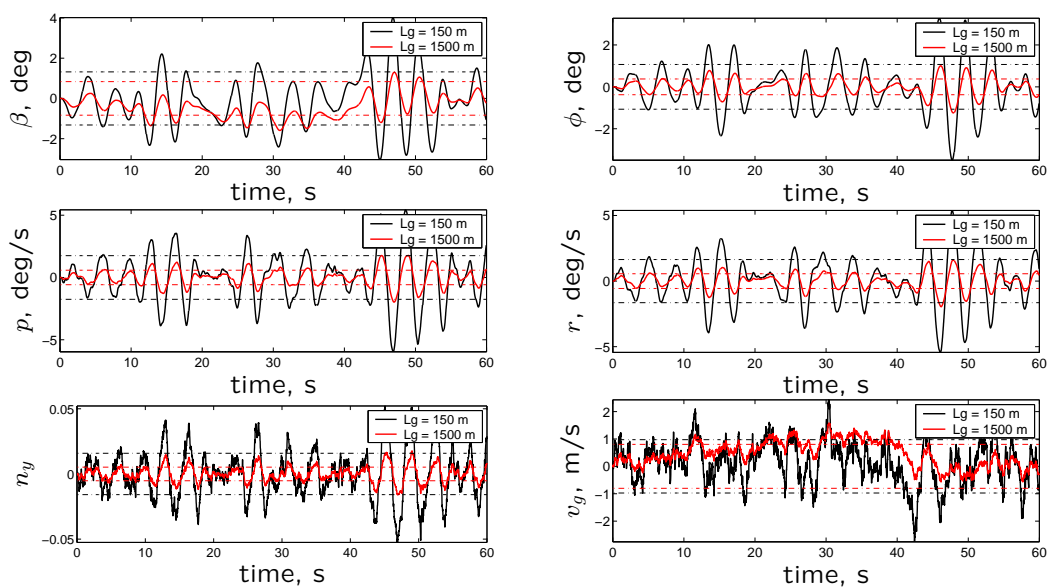 4
2
0
−2
β, deg
Lg = 150 m
Lg = 1500 m
0 10 20 30 40 50 60
time, s
2
0
−2
ϕ, deg
Lg = 150 m
Lg = 1500 m
0 10 20 30 40 50 60
time, s
5
0
−5
p, deg/s
Lg = 150 m
Lg = 1500 m
0 10 20 30 40 50 60
time, s
5
0
−5
r, deg/s
Lg = 150 m
Lg = 1500 m
0 10 20 30 40 50 60
time, s
0.05
0
−0.05
n_y
Lg = 150 m
Lg = 1500 m
0 10 20 30 40 50 60
time, s
2
1
0
−1
−2
v_g, m/s
Lg = 150 m
Lg = 1500 m
0 10 20 30 40 50 60
time, s